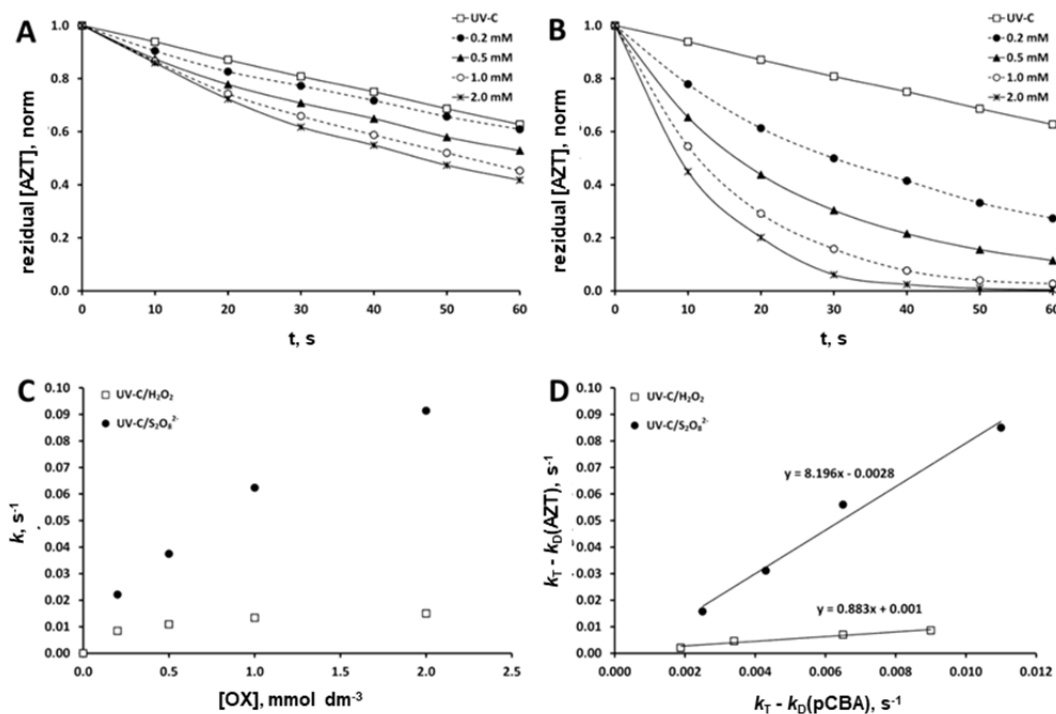 A
UV-C
0.2 mM
0.5 mM
1.0 mM
2.0 mM
1.0
0.8
0.6
0.4
0.2
0.0
rezidual [AZT], norm
0 10 20 30 40 50 60
t, s
B
UV-C
0.2 mM
0.5 mM
1.0 mM
2.0 mM
1.0
0.8
0.6
0.4
0.2
0.0
rezidual [AZT], norm
0 10 20 30 40 50 60
t, s
C
UV-C/H₂O₂
UV-C/S₂O₈²⁻
0.10
0.09
0.08
0.07
0.06
0.05
0.04
0.03
0.02
0.01
0.00
k, s⁻¹
0.0 0.5 1.0 1.5 2.0 2.5
[OX], mmol dm⁻³
D
UV-C/H₂O₂
UV-C/S₂O₈²⁻
y = 8.196x - 0.0028
y = 0.883x + 0.001
0.10
0.09
0.08
0.07
0.06
0.05
0.04
0.03
0.02
0.01
0.00
k_T - k_D(AZT), s⁻¹
0.000 0.002 0.004 0.006 0.008 0.010 0.012
k_T - k_D(pCBA), s⁻¹